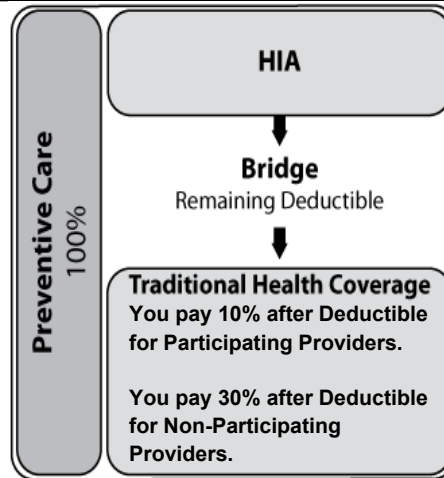 Preventive Care
100%
HIA
Bridge
Remaining Deductible
Traditional Health Coverage
You pay 10% after Deductible
for Participating Providers.
You pay 30% after Deductible
for Non-Participating
Providers.